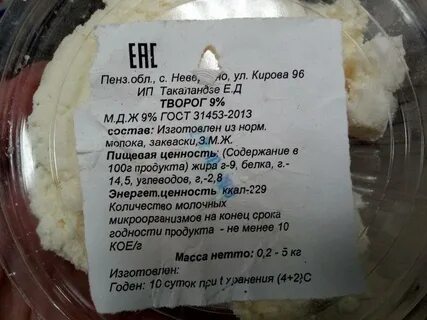 EAC
Пенз.обл., с. Неве но, ул. Кирова 96
ИП Такаландзе Е.Д
ТВОРОГ 9%
М.Д.Ж 9% ГОСТ 31453-2013
состав: Изготовлен из норм.
молока, закваски,З.М.Ж.
Пищевая ценность: (Содержание в
100г продукта) жира г-9, белка, г.-
14,5, углеводов, г,-2,8
Энергет.ценность ккал-229
Количество молочных
микроорганизмов на конец срока
годности продукта - не менее 10
КОЕ/г
Масса нетто: 0,2 - 5 кг
Изготовлен:
Годен: 10 суток при t хранения (4+2)С